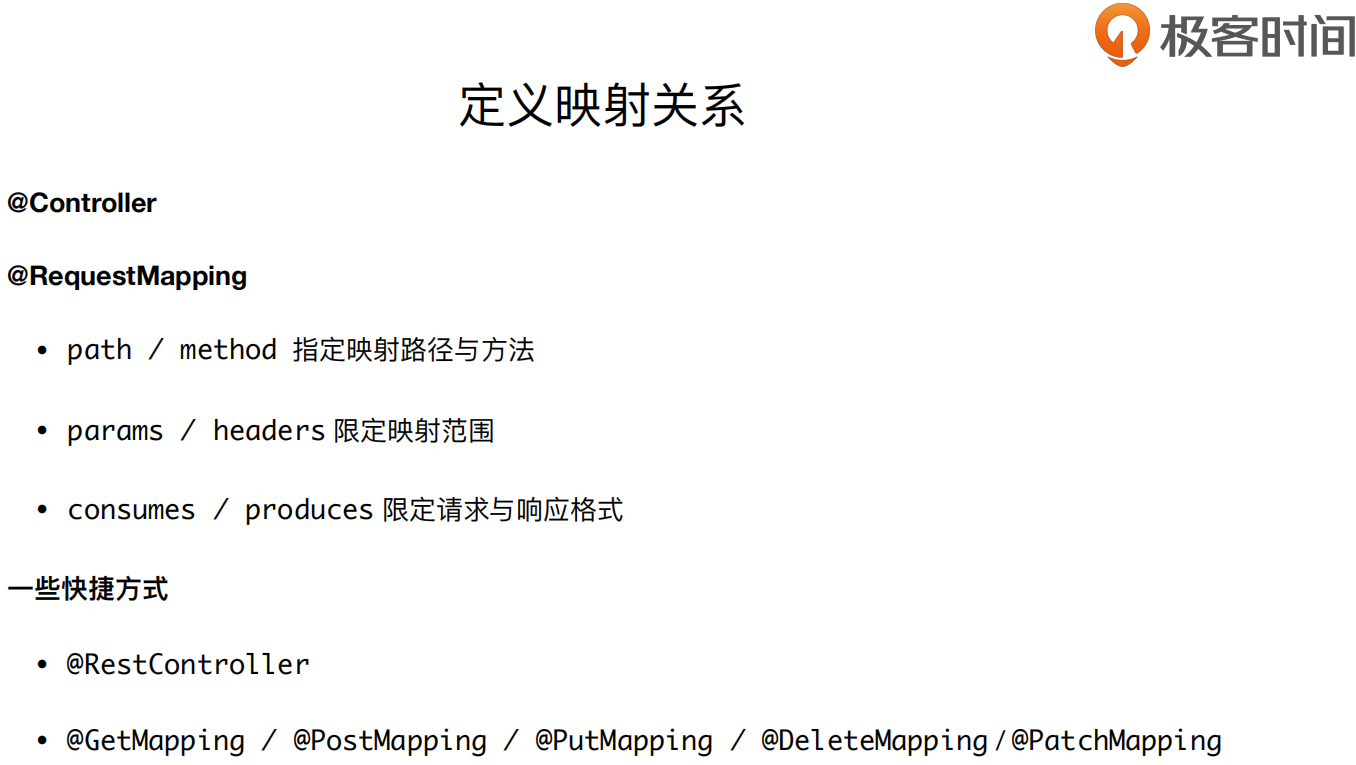 极客时间
定义映射关系
@Controller
@RequestMapping
• path / method 指定映射路径与方法
• params / headers 限定映射范围
• consumes / produces 限定请求与响应格式
一些快捷方式
• @RestController
• @GetMapping / @PostMapping / @PutMapping / @DeleteMapping / @PatchMapping